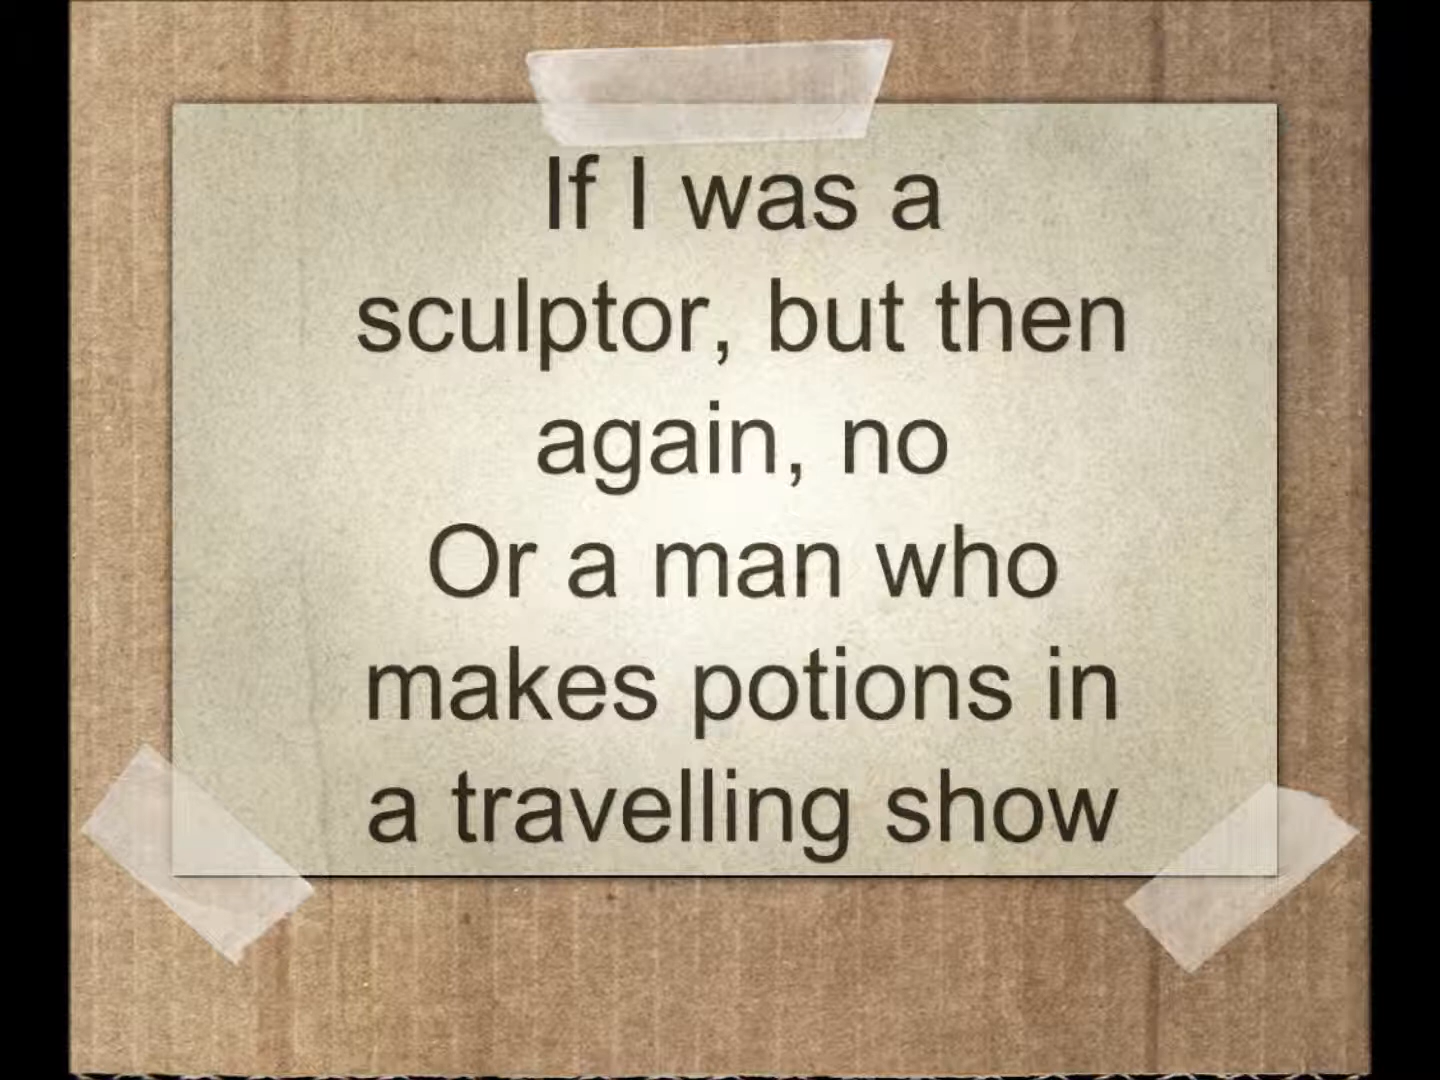 If I was a
sculptor, but then
again, no
Or a man who
makes potions in
a travelling show